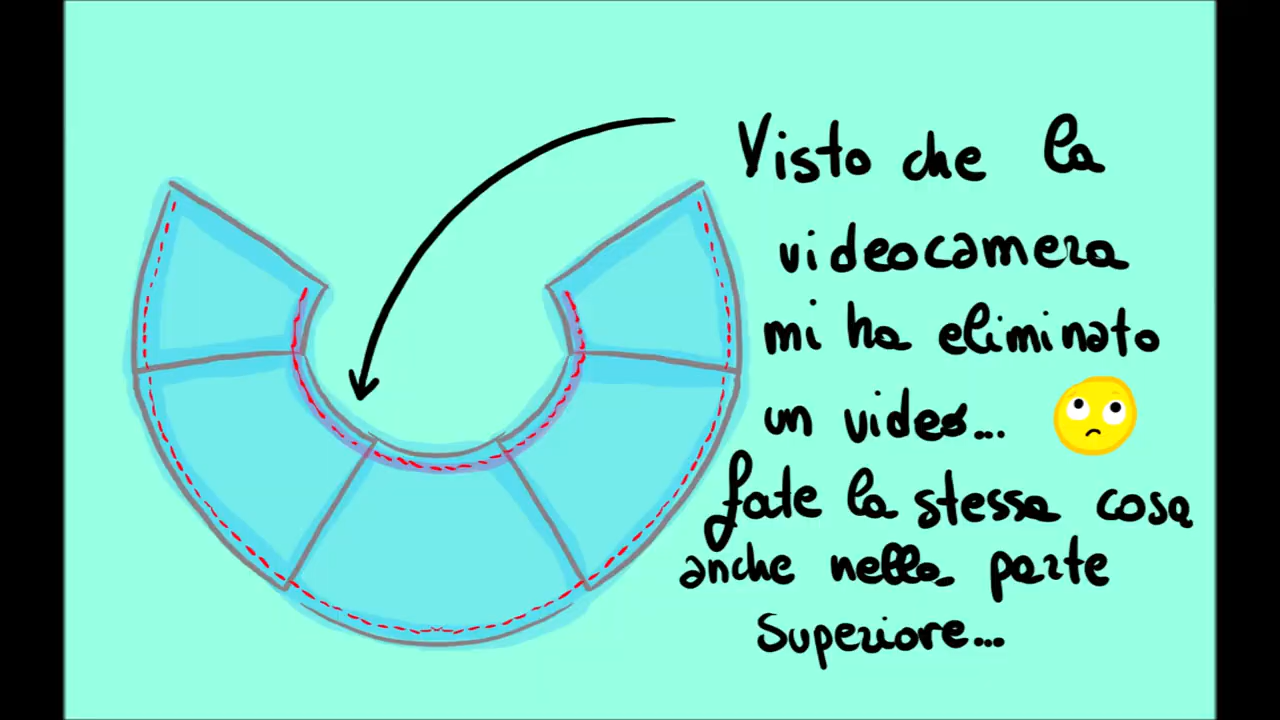 Visto che la
videocamera
mi ha eliminato
un video...
fate la stessa cosa
anche nella parte
superiore...